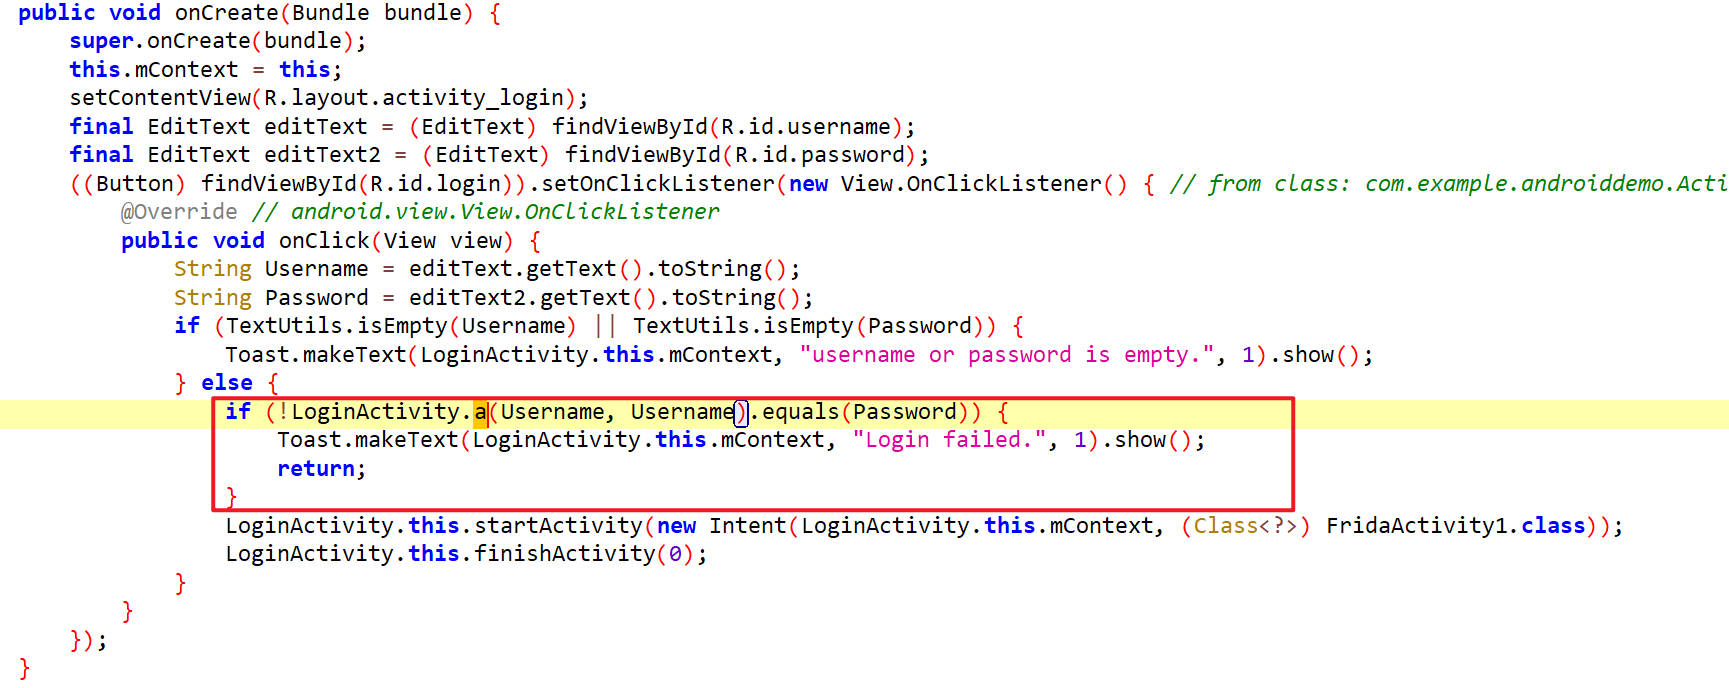 public void onCreate(Bundle bundle) {
super.onCreate(bundle);
this.mContext = this;
setContentView(R.layout.activity_login);
final EditText editText = (EditText) findViewById(R.id.username);
final EditText editText2 = (EditText) findViewById(R.id.password);
((Button) findViewById(R.id.login)).setOnClickListener(new View.OnClickListener() { // from class: com.example.androiddemo.Acti
@Override // android.view.View.OnClickListener
public void onClick(View view) {
String Username = editText.getText().toString();
String Password = editText2.getText().toString();
if (TextUtils.isEmpty(Username) || TextUtils.isEmpty(Password)) {
Toast.makeText(LoginActivity.this.mContext, "username or password is empty.", 1).show();
} else {
if (!LoginActivity.a(Username, Username).equals(Password)) {
Toast.makeText(LoginActivity.this.mContext, "Login failed.", 1).show();
return;
}
LoginActivity.this.startActivity(new Intent(LoginActivity.this.mContext, (Class<?>) FridaActivity1.class));
LoginActivity.this.finishActivity(0);
}
}
});
}